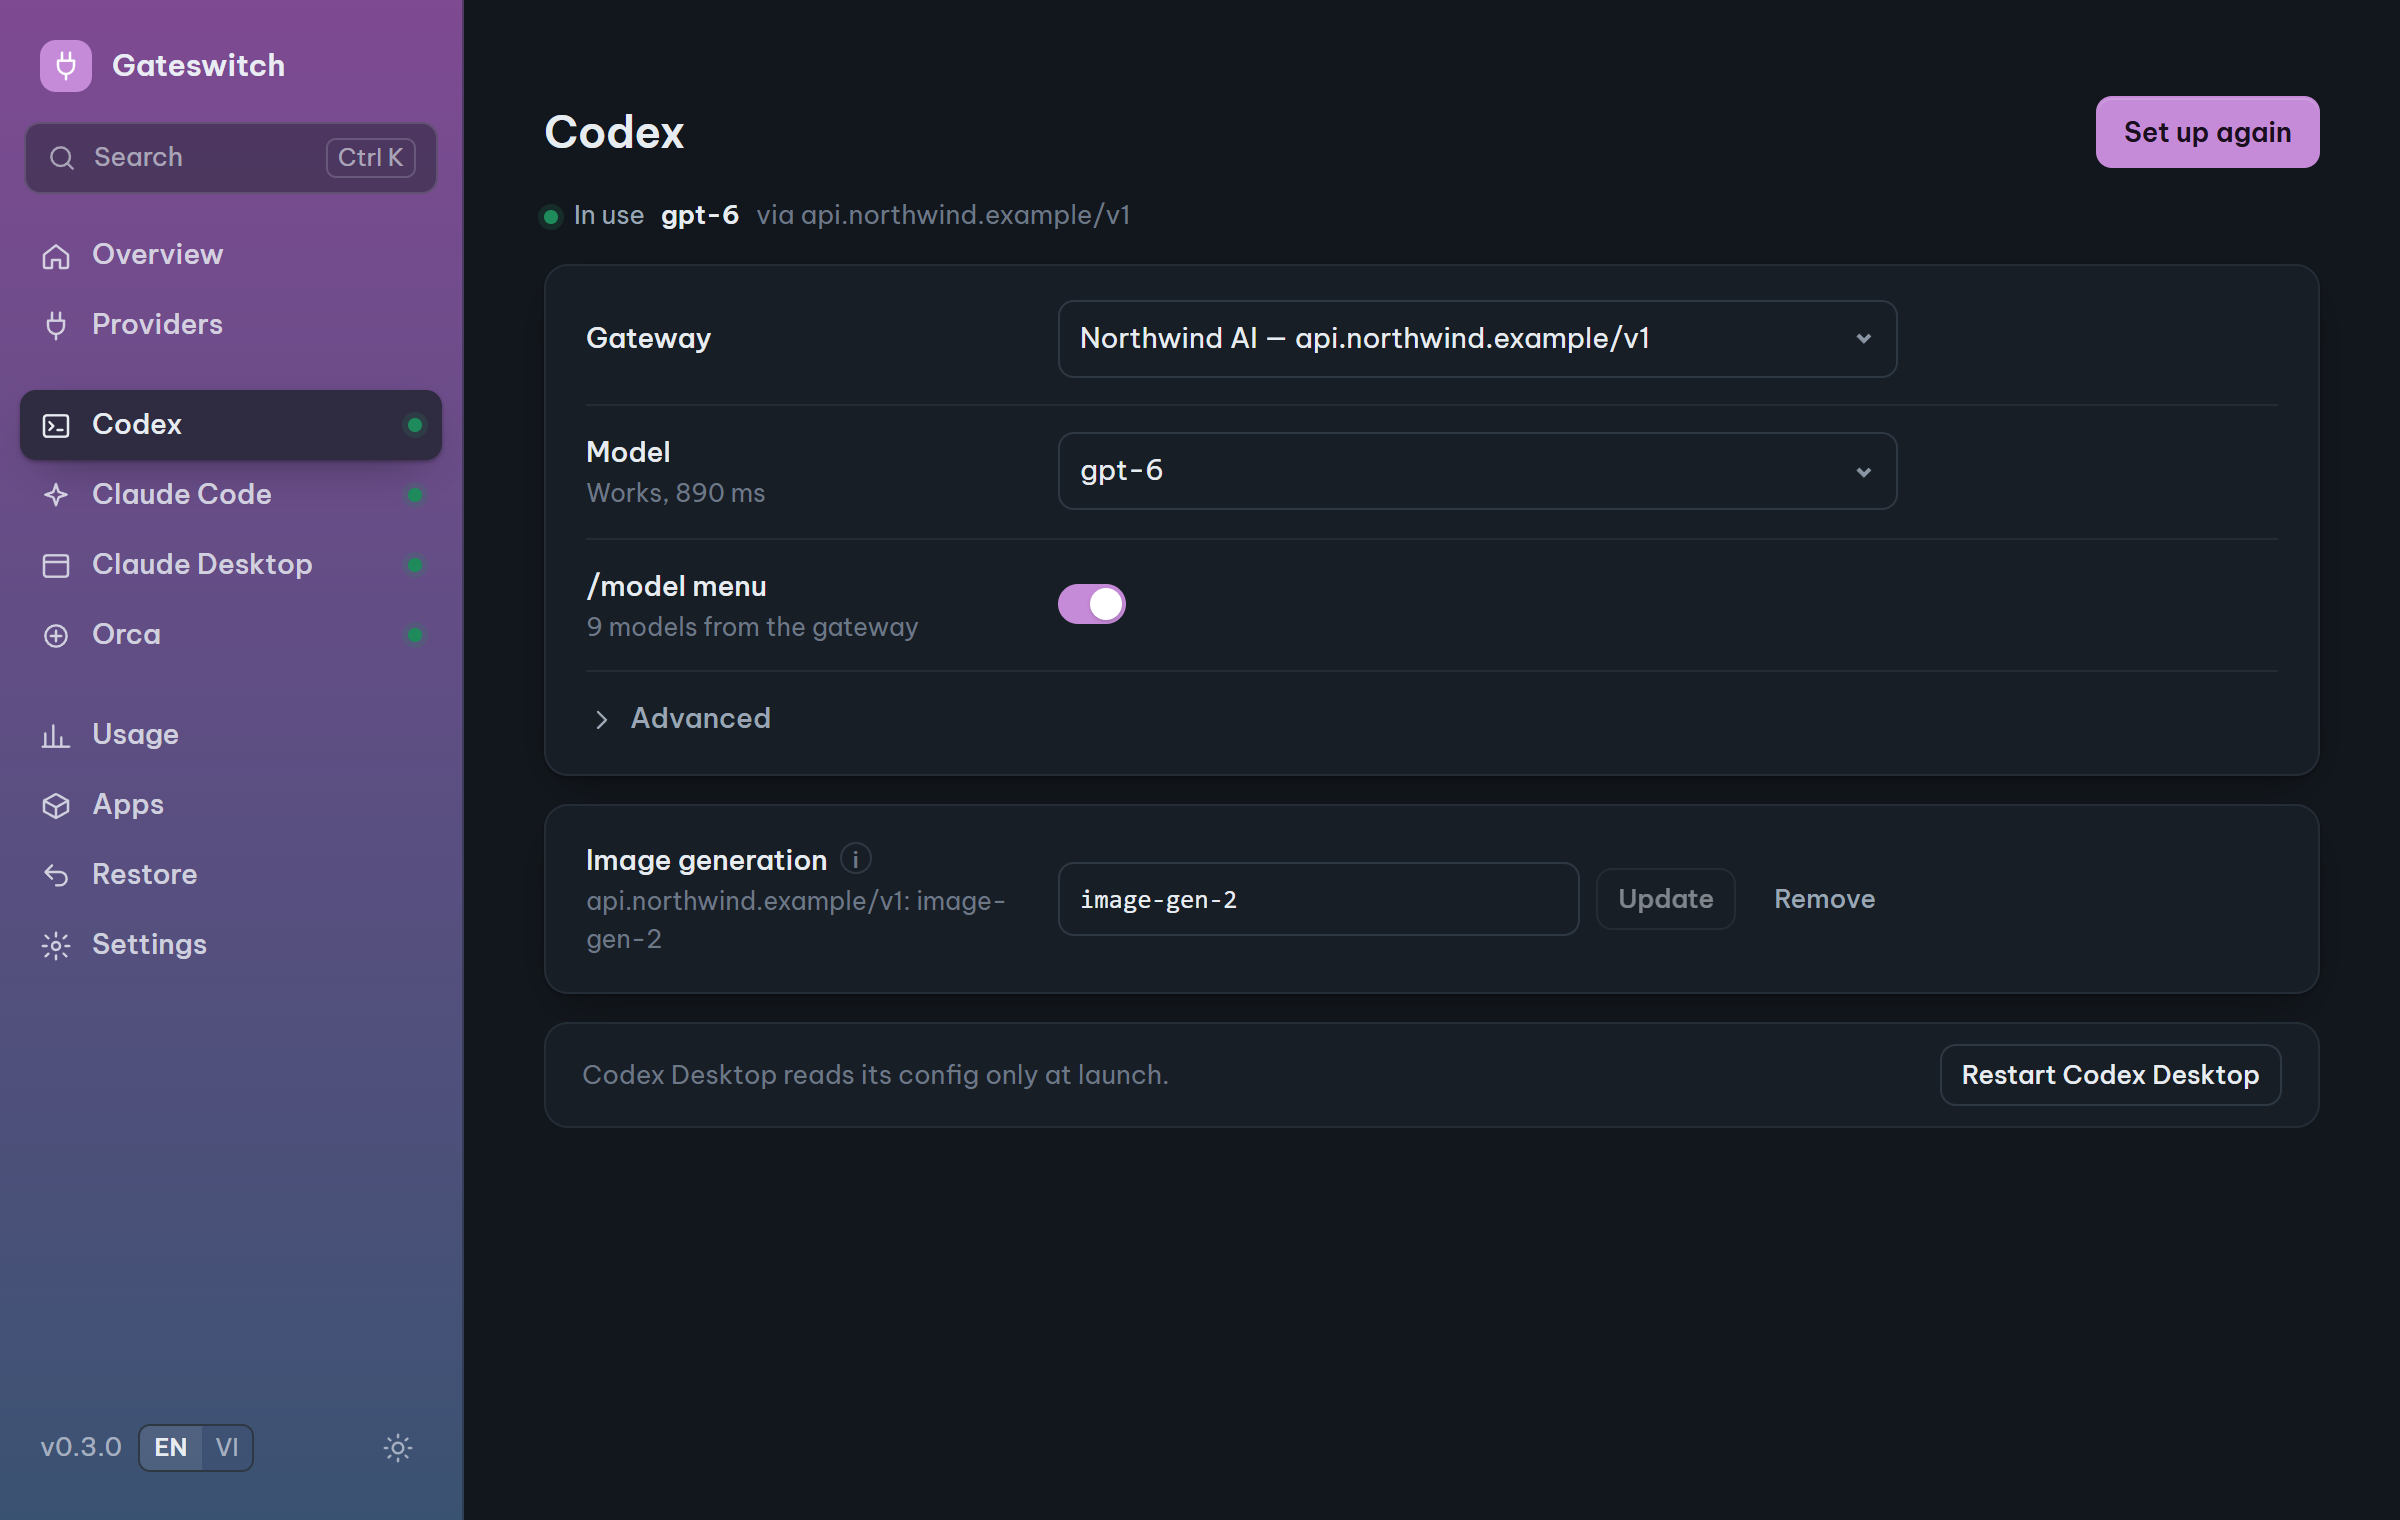 Gateswitch
Search
Ctrl K
Overview
Providers
Codex
Claude Code
Claude Desktop
Orca
Usage
Apps
Restore
Settings
v0.3.0
EN
VI
Codex
Set up again
In use gpt-6 via api.northwind.example/v1
Gateway
Northwind AI — api.northwind.example/v1
Model
Works, 890 ms
gpt-6
/model menu
9 models from the gateway
Advanced
Image generation
api.northwind.example/v1: image-
gen-2
image-gen-2
Update
Remove
Codex Desktop reads its config only at launch.
Restart Codex Desktop